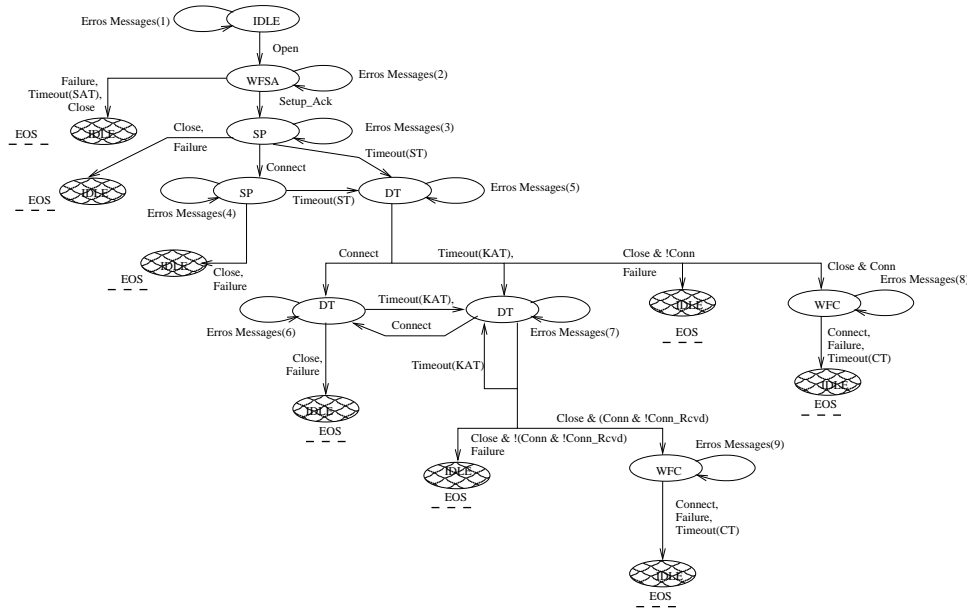 IDLE
Erros Messages(1)
Open
WFSA
Erros Messages(2)
Failure,
Timeout(SAT),
Close
Setup_Ack
IDLE
EOS
SP
Erros Messages(3)
Close,
Failure
Timeout(ST)
Connect
IDLE
EOS
SP
Timeout(ST)
DT
Erros Messages(5)
Erros Messages(4)
IDLE
EOS
Close,
Failure
Connect
Timeout(KAT),
Close & !Conn
Failure
Close & Conn
Erros Messages(8)
DT
Timeout(KAT),
DT
IDLE
WFC
Connect
Erros Messages(6)
Erros Messages(7)
EOS
Connect,
Failure,
Timeout(CT)
Close,
Failure
Timeout(KAT)
IDLE
EOS
IDLE
EOS
Close & !(Conn & !Conn_Rcvd)
Failure
Close & (Conn & !Conn_Rcvd)
Erros Messages(9)
IDLE
EOS
WFC
Connect,
Failure,
Timeout(CT)
IDLE
EOS